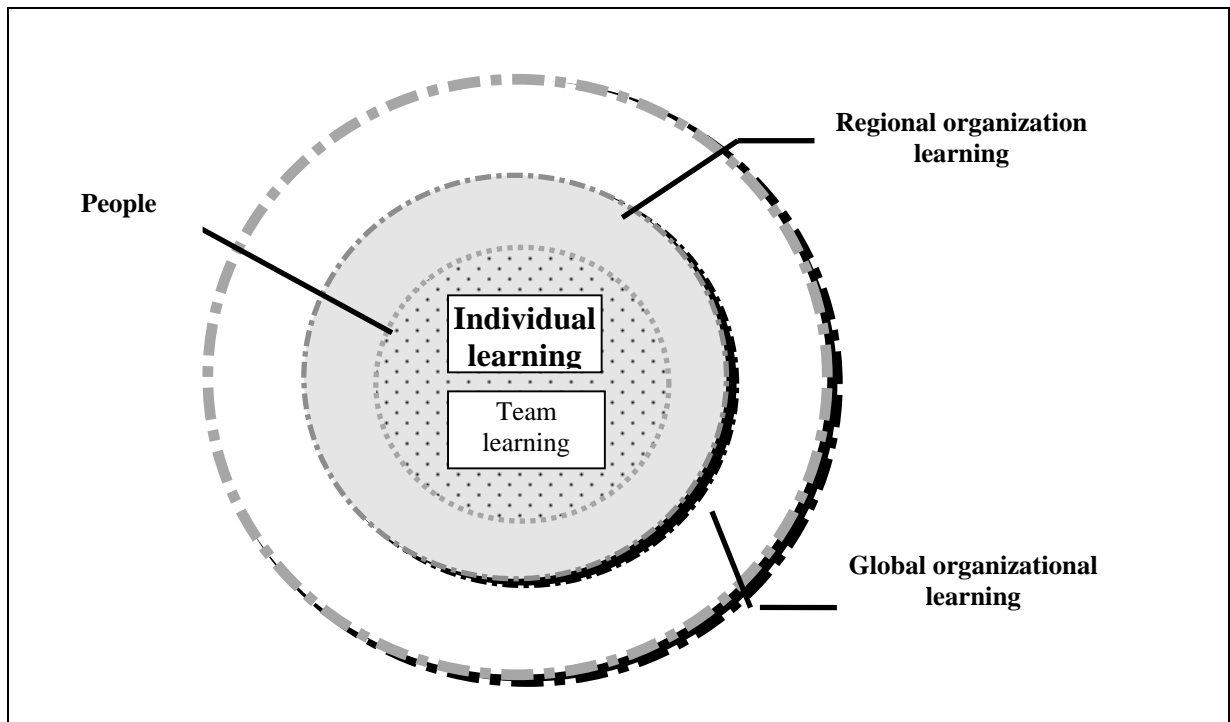 Regional organization
learning
People
Individual
learning
Team
learning
Global organizational
learning